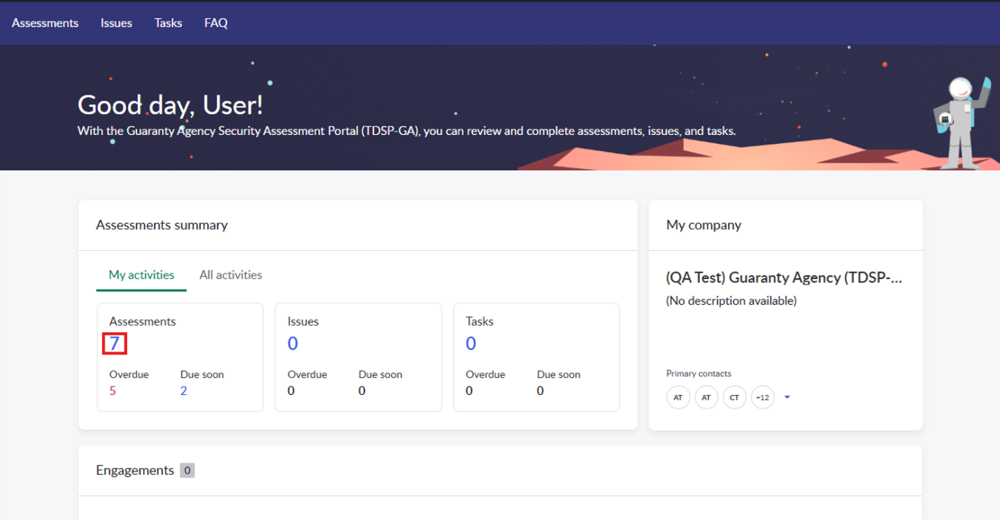 Assessments Issues Tasks FAQ
Good day, User!
With the Guaranty Agency Security Assessment Portal (TDSP-GA), you can review and complete assessments, issues, and tasks.
Assessments summary
My activities All activities
Assessments
7
Overdue Due soon
5 2
Issues
0
Overdue Due soon
0 0
Tasks
0
Overdue Due soon
0 0
My company
(QA Test) Guaranty Agency (TDSP-...
(No description available)
Primary contacts
AT AT CT +12
Engagements 0